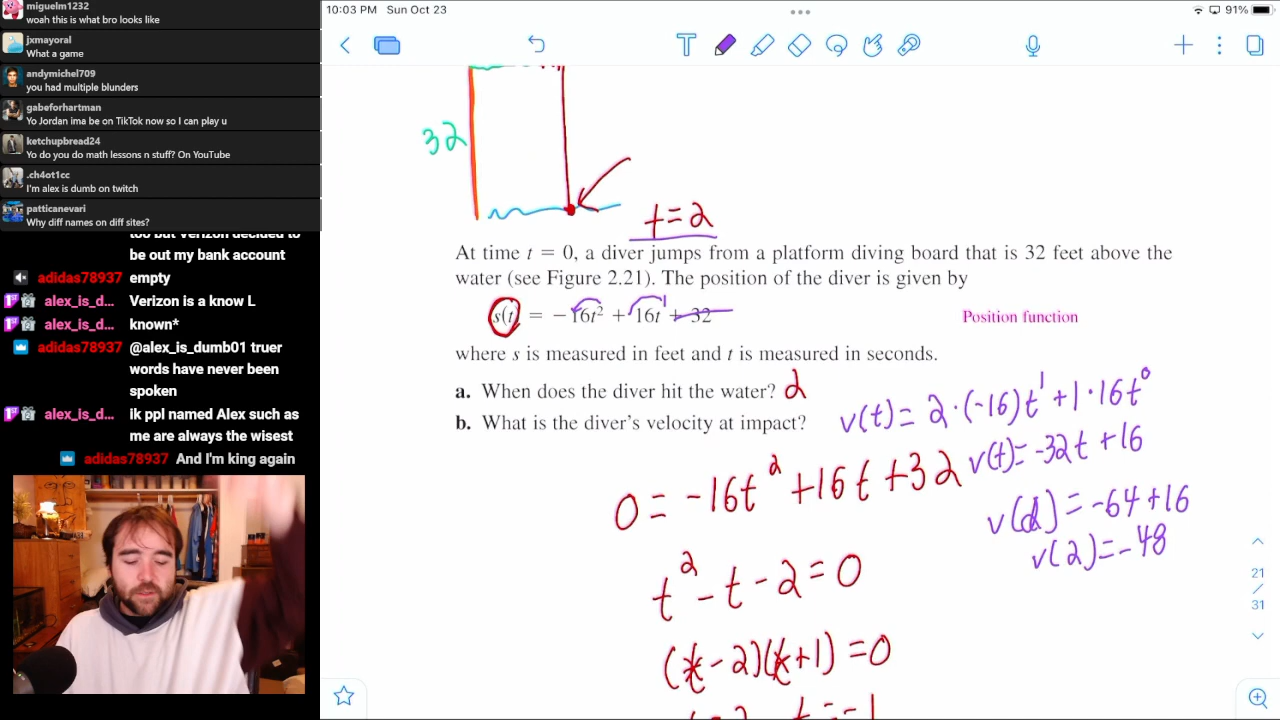 miguelm1232
woah this is what bro looks like
jxmayoral
What a game
andymichel709
you had multiple blunders
gabeforhartman
Yo Jordan ima be on TikTok now so I can play u
ketchupbread24
Yo do you do math lessons n stuff? On YouTube
.ch4ot1cc
I'm alex is dumb on twitch
patticanevari
Why diff names on diff sites?
too but Verizon decided to
be out my bank account
adidas78937 empty
alex_is_d... Verizon is a know L
alex_is_d... known*
adidas78937 @alex_is_dumb01 truer
words have never been
spoken
alex_is_d... ik ppl named Alex such as
me are always the wisest
adidas78937 And I'm king again
10:03 PM Sun Oct 23
91%
T
32
t=2
At time t = 0, a diver jumps from a platform diving board that is 32 feet above the
water (see Figure 2.21). The position of the diver is given by
s(t) = −16t² + 16t¹ + 32
Position function
where s is measured in feet and t is measured in seconds.
a. When does the diver hit the water? 2
b. What is the diver's velocity at impact?
v(t) = 2·(-16)t¹ + 1·16t⁰
v(t) = -32t + 16
v(2) = -64 + 16
v(2) = -48
0 = -16t² + 16t + 32
t² - t - 2 = 0
(t - 2)(t + 1) = 0
t = -1
21
/
31